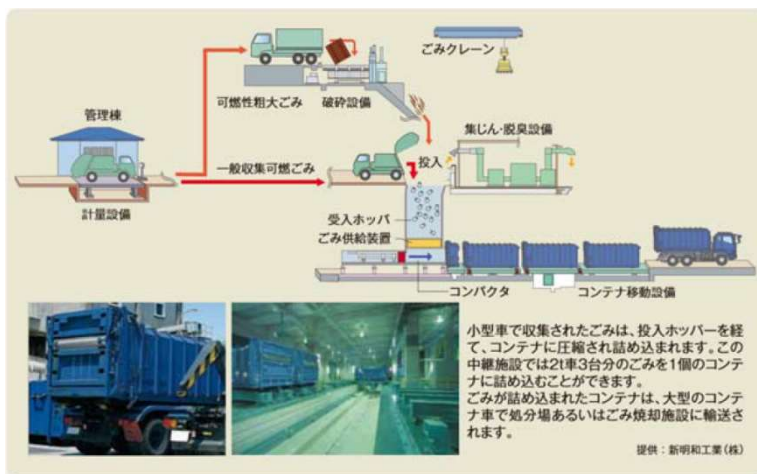 ごみクレーン
可燃性粗大ごみ
破砕設備
管理棟
集じん・脱臭設備
一般収集可燃ごみ
投入
計量設備
受入ホッパ
ごみ供給装置
コンパクタ
コンテナ移動設備
小型車で収集されたごみは、投入ホッパーを経
て、コンテナに圧縮され詰め込まれます。この
中継施設では2t車3台分のごみを1個のコンテ
ナに詰め込むことができます。
ごみが詰め込まれたコンテナは、大型のコンテ
ナ車で処分場あるいはごみ焼却施設に輸送さ
れます。
提供：新明和工業（株）